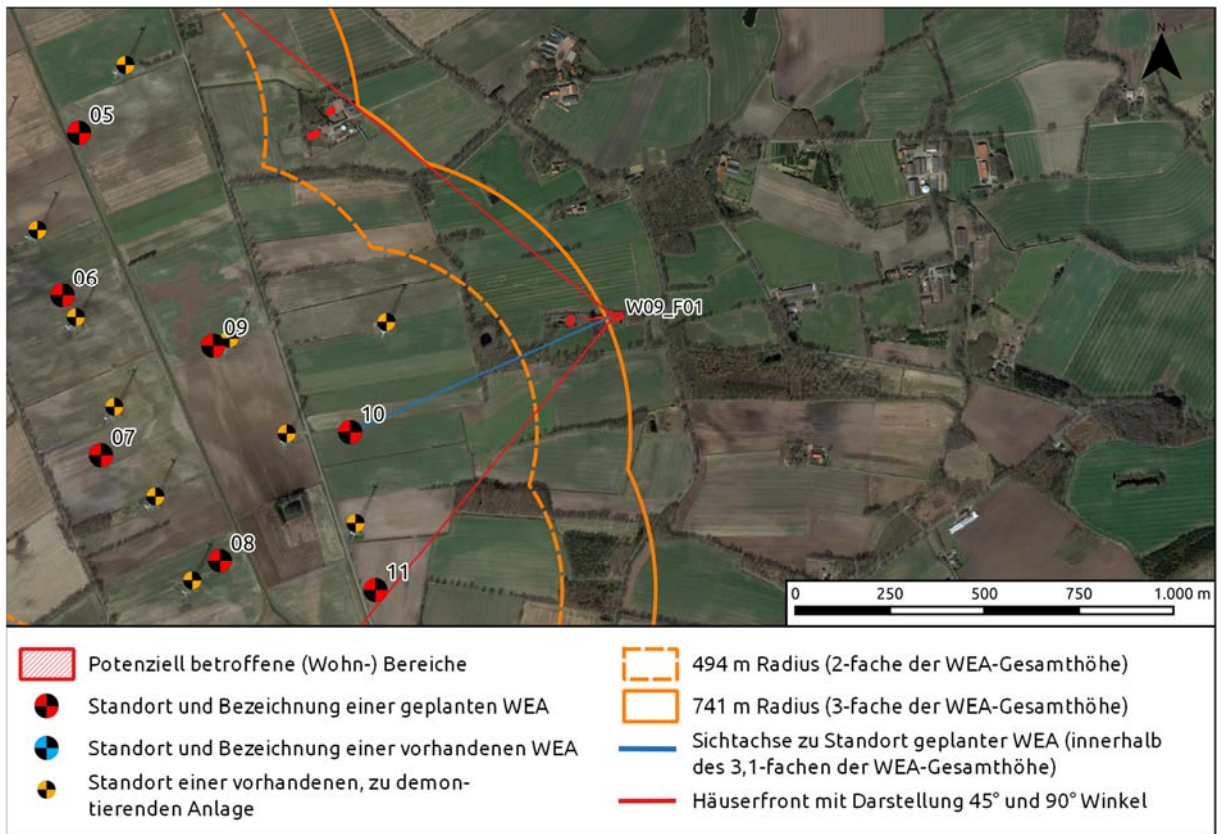 N
05
06
W09_F01
09
10
07
08
11
0 250 500 750 1.000 m
Potenziell betroffene (Wohn-) Bereiche
Standort und Bezeichnung einer geplanten WEA
Standort und Bezeichnung einer vorhandenen WEA
Standort einer vorhandenen, zu demon-
tierenden Anlage
494 m Radius (2-fache der WEA-Gesamthöhe)
741 m Radius (3-fache der WEA-Gesamthöhe)
Sichtachse zu Standort geplanter WEA (innerhalb
des 3,1-fachen der WEA-Gesamthöhe)
Häuserfront mit Darstellung 45° und 90° Winkel